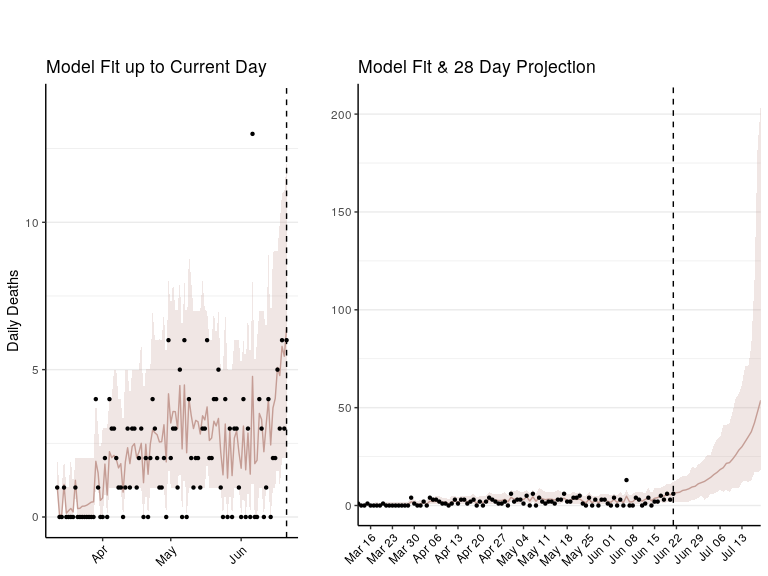 Model Fit up to Current Day
Daily Deaths
10
5
0
Apr
May
Jun
Model Fit & 28 Day Projection
200
150
100
50
0
Mar 16
Mar 23
Mar 30
Apr 06
Apr 13
Apr 20
Apr 27
May 04
May 11
May 18
May 25
Jun 01
Jun 08
Jun 15
Jun 22
Jun 29
Jul 06
Jul 13